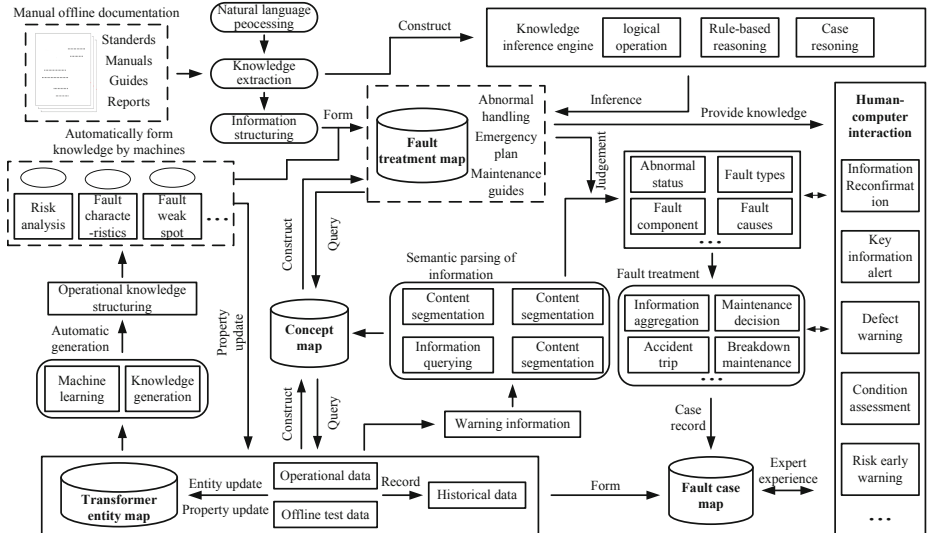 Manual offline documentation
Standards
Manuals
Guides
Reports
Natural language
peocessing
Knowledge
extraction
Information
structuring
Construct
Knowledge
inference engine
logical
operation
Rule-based
reasoning
Case
resoning
Inference
Form
Fault
treatment map
Abnormal
handling
Emergency
plan
Maintenance
guides
Provide knowledge
Judgement
Human-
computer
interaction
Information
Reconfirmat
ion
Key
information
alert
Defect
warning
Condition
assessment
Risk early
warning
...
Automatically form
knowledge by machines
Risk
analysis
Fault
characte
-ristics
Fault
weak
spot
...
Abnormal
status
Fault types
Fault
component
Fault
causes
...
Fault treatment
Information
aggregation
Maintenance
decision
Accident
trip
Breakdown
maintenance
...
Construct
Query
Semantic parsing of
information
Content
segmentation
Content
segmentation
Information
querying
Content
segmentation
Operational knowledge
structuring
Automatic
generation
Property
update
Concept
map
Machine
learning
Knowledge
generation
Construct
Query
Warning information
Case
record
Transformer
entity map
Entity update
Property update
Operational data
Offline test data
Record
Historical data
Form
Fault case
map
Expert
experience